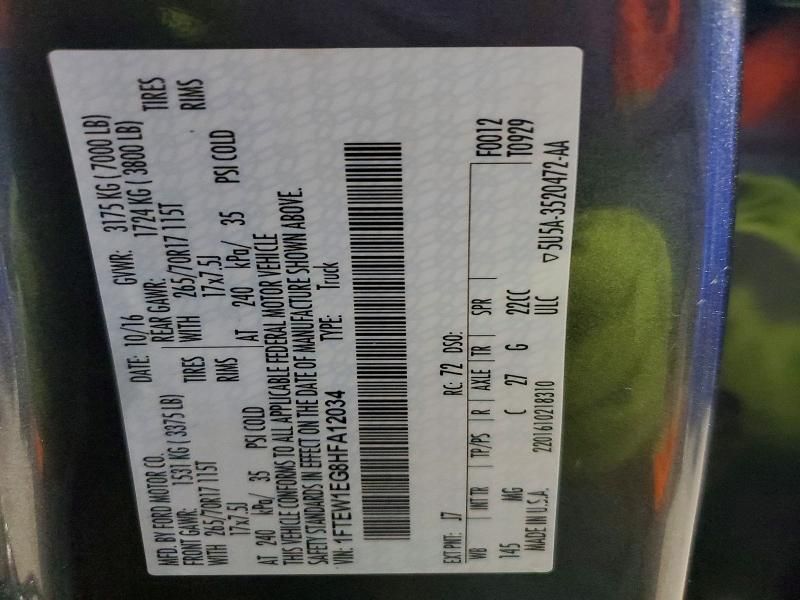 MFD. BY FORD MOTOR CO.
DATE: 10/16 GVWR: 3175 KG ( 7000 LB)
FRONT GAWR: 1531 KG ( 3375 LB) REAR GAWR: 1724 KG ( 3800 LB)
WITH 265/70R17 115T TIRES WITH 265/70R17 115T TIRES
17x7.5J RIMS 17x7.5J RIMS
AT 240 kPa/ 35 PSI COLD AT 240 kPa/ 35 PSI COLD
THIS VEHICLE CONFORMS TO ALL APPLICABLE FEDERAL MOTOR VEHICLE
SAFETY STANDARDS IN EFFECT ON THE DATE OF MANUFACTURE SHOWN ABOVE.
VIN: 1FTEW1EG8HFA12034 TYPE: Truck
EXT PNT: J7 RC: 72 DSO: F0012
T0929
WB INT TR TP/PS R AXLE TR SPR
145 MG C 27 G 22CC
MADE IN U.S.A. 220161021B310 ULC ▽5U5A-3520472-AA